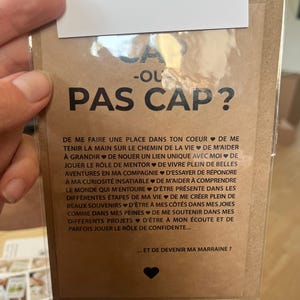 CAP
-OU-
PAS CAP ?
DE ME FAIRE UNE PLACE DANS TON COEUR ♥ DE ME
TENIR LA MAIN SUR LE CHEMIN DE LA VIE ♥ DE M'AIDER
À GRANDIR ♥ DE NOUER UN LIEN UNIQUE AVEC MOI ♥ DE
JOUER LE RÔLE DE MENTOR ♥ DE VIVRE PLEIN DE BELLES
AVENTURES EN MA COMPAGNIE ♥ D'ESSAYER DE RÉPONDRE
À MA CURIOSITÉ INSATIABLE ♥ DE M'AIDER À COMPRENDRE
LE MONDE QUI M'ENTOURE ♥ D'ÊTRE PRÉSENTE DANS LES
DIFFÉRENTES ÉTAPES DE MA VIE ♥ DE ME CRÉER PLEIN DE
BEAUX SOUVENIRS ♥ D'ÊTRE À MES CÔTÉS DANS MES JOIES
COMME DANS MES PEINES ♥ DE ME SOUTENIR DANS MES
DIFFÉRENTS PROJETS ♥ D'ÊTRE À MON ÉCOUTE ET DE
PARFOIS JOUER LE RÔLE DE CONFIDENTE...
... ET DE DEVENIR MA MARRAINE ?
♥